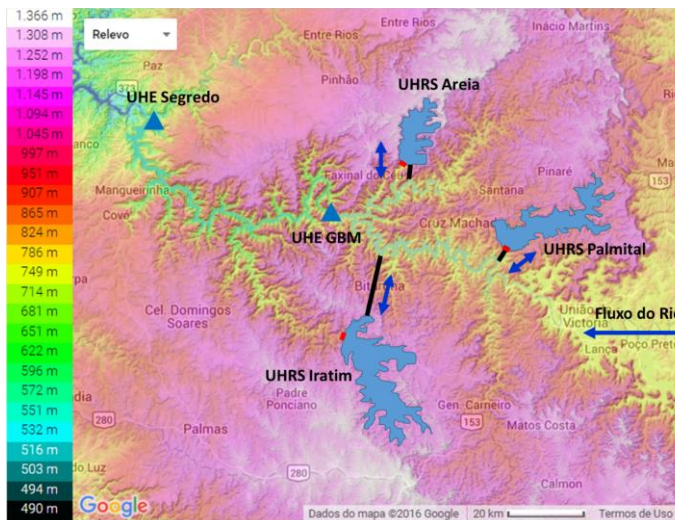 1.366 m
1.308 m
1.252 m
1.198 m
1.145 m
1.094 m
1.045 m
997 m
951 m
907 m
865 m
824 m
786 m
749 m
714 m
681 m
651 m
622 m
596 m
572 m
551 m
532 m
516 m
503 m
494 m
490 m
Relevo
Entre Rios
Entre Rios
Inácio Martins
Paz
Pinhão
UHRS Areia
373
UHE Segredo
Faxinal do Céu
Pinaré
153
Santana
Mangueirinha
Covó
Cruz Macha
UHE GBM
UHRS Palmital
Bituruna
União
Victoria
Fluxo do Rio
Cel. Domingos
Soares
Lança
Poço Preto
UHRS Iratim
Padre
Ponciano
Gen. Carneiro
280
153
Matos Costa
Palmas
280
Calmon
Google
Dados do mapa ©2016 Google
20 km
Termos de Uso